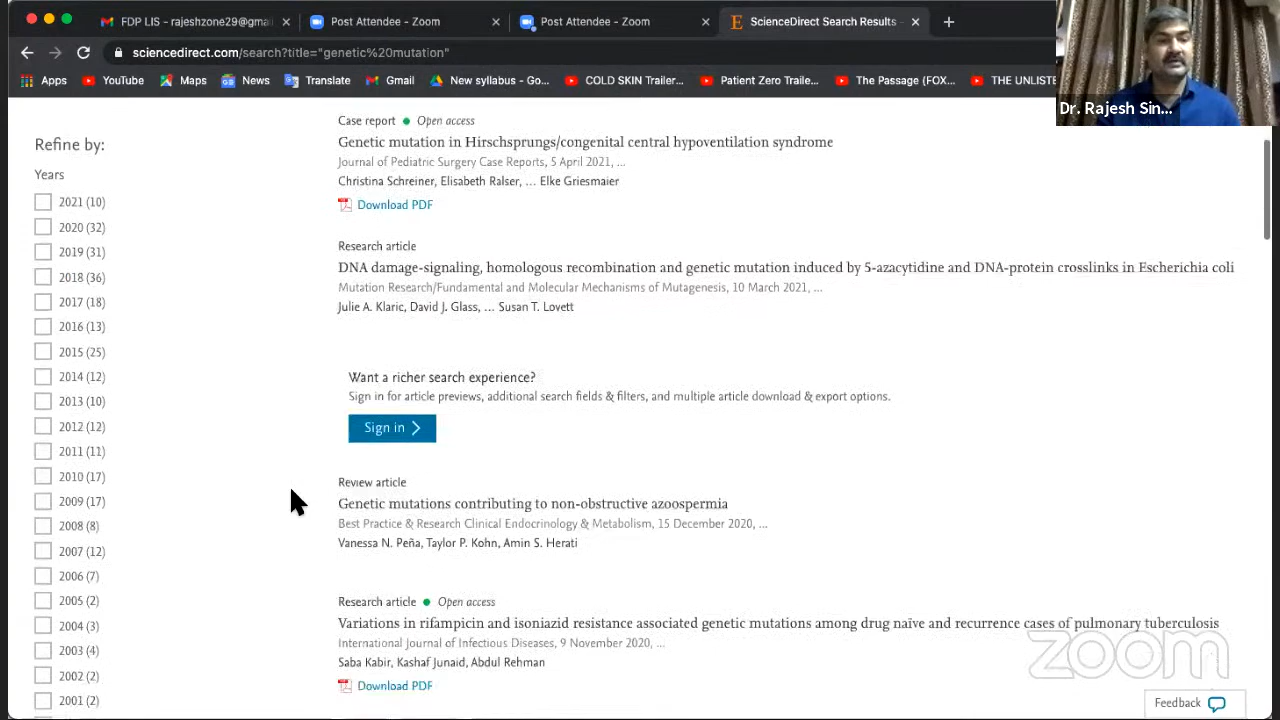 FDP LIS - rajeshzone29@gmai
Post Attendee - Zoom
Post Attendee - Zoom
ScienceDirect Search Results -
sciencedirect.com/search?title="genetic%20mutation"
Apps
YouTube
Maps
News
Translate
Gmail
New syllabus - Go...
COLD SKIN Trailer...
Patient Zero Traile...
The Passage (FOX...
THE UNLISTE
Dr. Rajesh Sin...
Refine by:
Years
2021 (10)
2020 (32)
2019 (31)
2018 (36)
2017 (18)
2016 (13)
2015 (25)
2014 (12)
2013 (10)
2012 (12)
2011 (11)
2010 (17)
2009 (17)
2008 (8)
2007 (12)
2006 (7)
2005 (2)
2004 (3)
2003 (4)
2002 (2)
2001 (2)
Case report Open access
Genetic mutation in Hirschsprungs/congenital central hypoventilation syndrome
Journal of Pediatric Surgery Case Reports, 5 April 2021, ...
Christina Schreiner, Elisabeth Ralser, ... Elke Griesmaier
Download PDF
Research article
DNA damage-signaling, homologous recombination and genetic mutation induced by 5-azacytidine and DNA-protein crosslinks in Escherichia coli
Mutation Research/Fundamental and Molecular Mechanisms of Mutagenesis, 10 March 2021, ...
Julie A. Klaric, David J. Glass, ... Susan T. Lovett
Want a richer search experience?
Sign in for article previews, additional search fields & filters, and multiple article download & export options.
Sign in
Review article
Genetic mutations contributing to non-obstructive azoospermia
Best Practice & Research Clinical Endocrinology & Metabolism, 15 December 2020, ...
Vanessa N. Peña, Taylor P. Kohn, Amin S. Herati
Research article Open access
Variations in rifampicin and isoniazid resistance associated genetic mutations among drug naïve and recurrence cases of pulmonary tuberculosis
International Journal of Infectious Diseases, 9 November 2020, ...
Saba Kabir, Kashaf Junaid, Abdul Rehman
Download PDF
zoom
Feedback